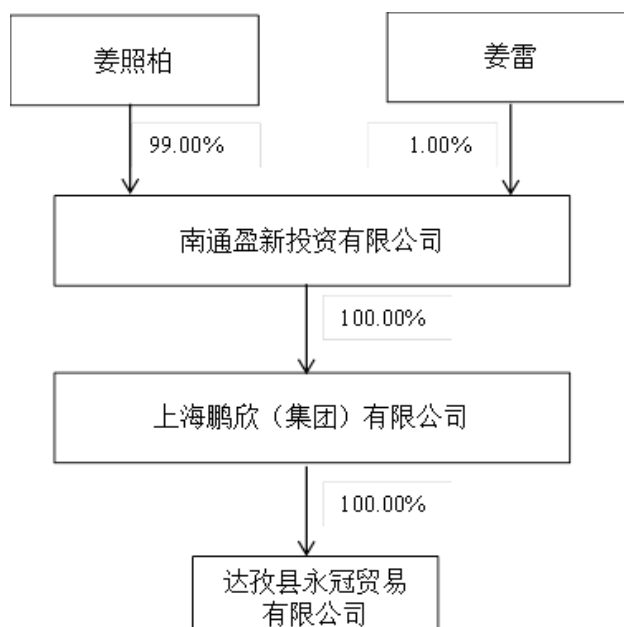 姜照柏
姜雷
99.00%
1.00%
南通盈新投资有限公司
100.00%
上海鹏欣（集团）有限公司
100.00%
达孜县永冠贸易
有限公司